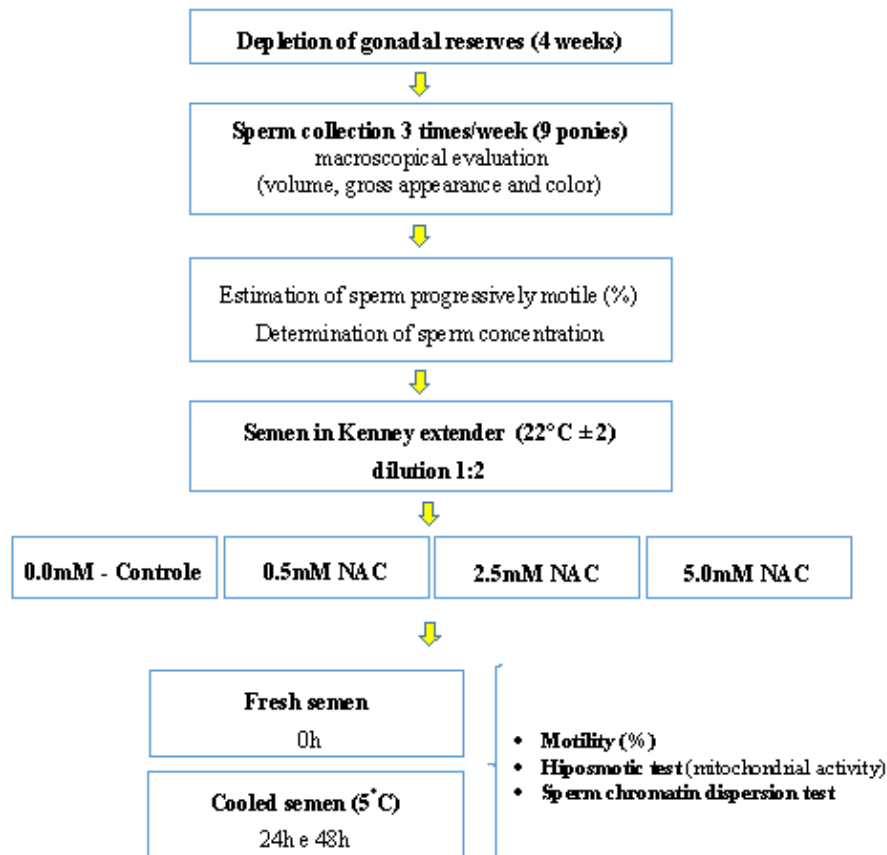 Depletion of gonadal reserves (4 weeks)
Sperm collection 3 times/week (9 ponies)
macroscopical evaluation
(volume, gross appearance and color)
Estimation of sperm progressively motile (%)
Determination of sperm concentration
Semen in Kenney extender (22°C ± 2)
dilution 1:2
0.0mM - Controle
0.5mM NAC
2.5mM NAC
5.0mM NAC
Fresh semen
0h
Cooled semen (5°C)
24h e 48h
• Motility (%)
• Hiposmotic test (mitochondrial activity)
• Sperm chromatin dispersion test